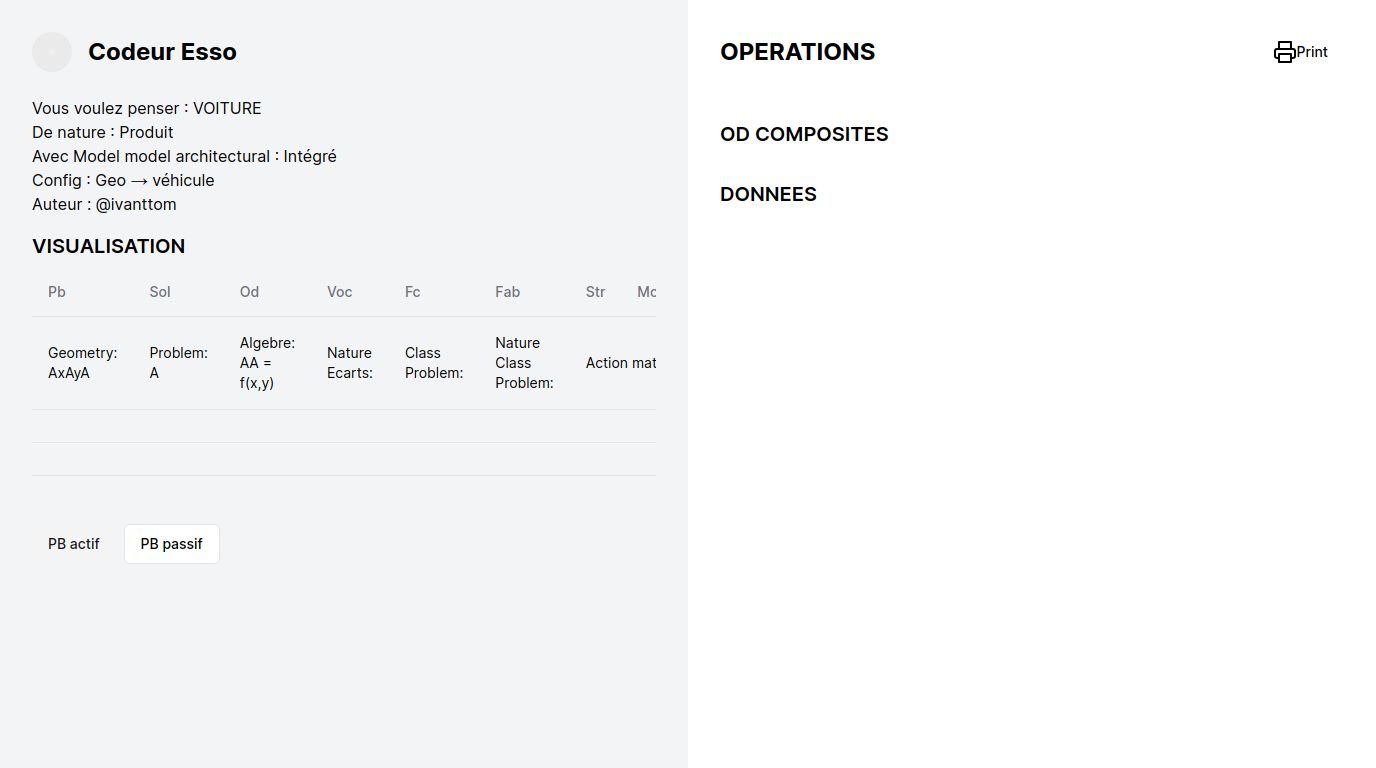 Codeur Esso
Vous voulez penser : VOITURE
De nature : Produit
Avec Model model architectural : Intégré
Config : Geo → véhicule
Auteur : @ivanttom
VISUALISATION
Pb Sol Od Voc Fc Fab Str
Geometry: AxAyA
Problem: A
Algebre: AA = f(x,y)
Nature Ecarts:
Class Problem:
Nature Class Problem:
Action mat
PB actif
PB passif
OPERATIONS
Print
OD COMPOSITES
DONNEES